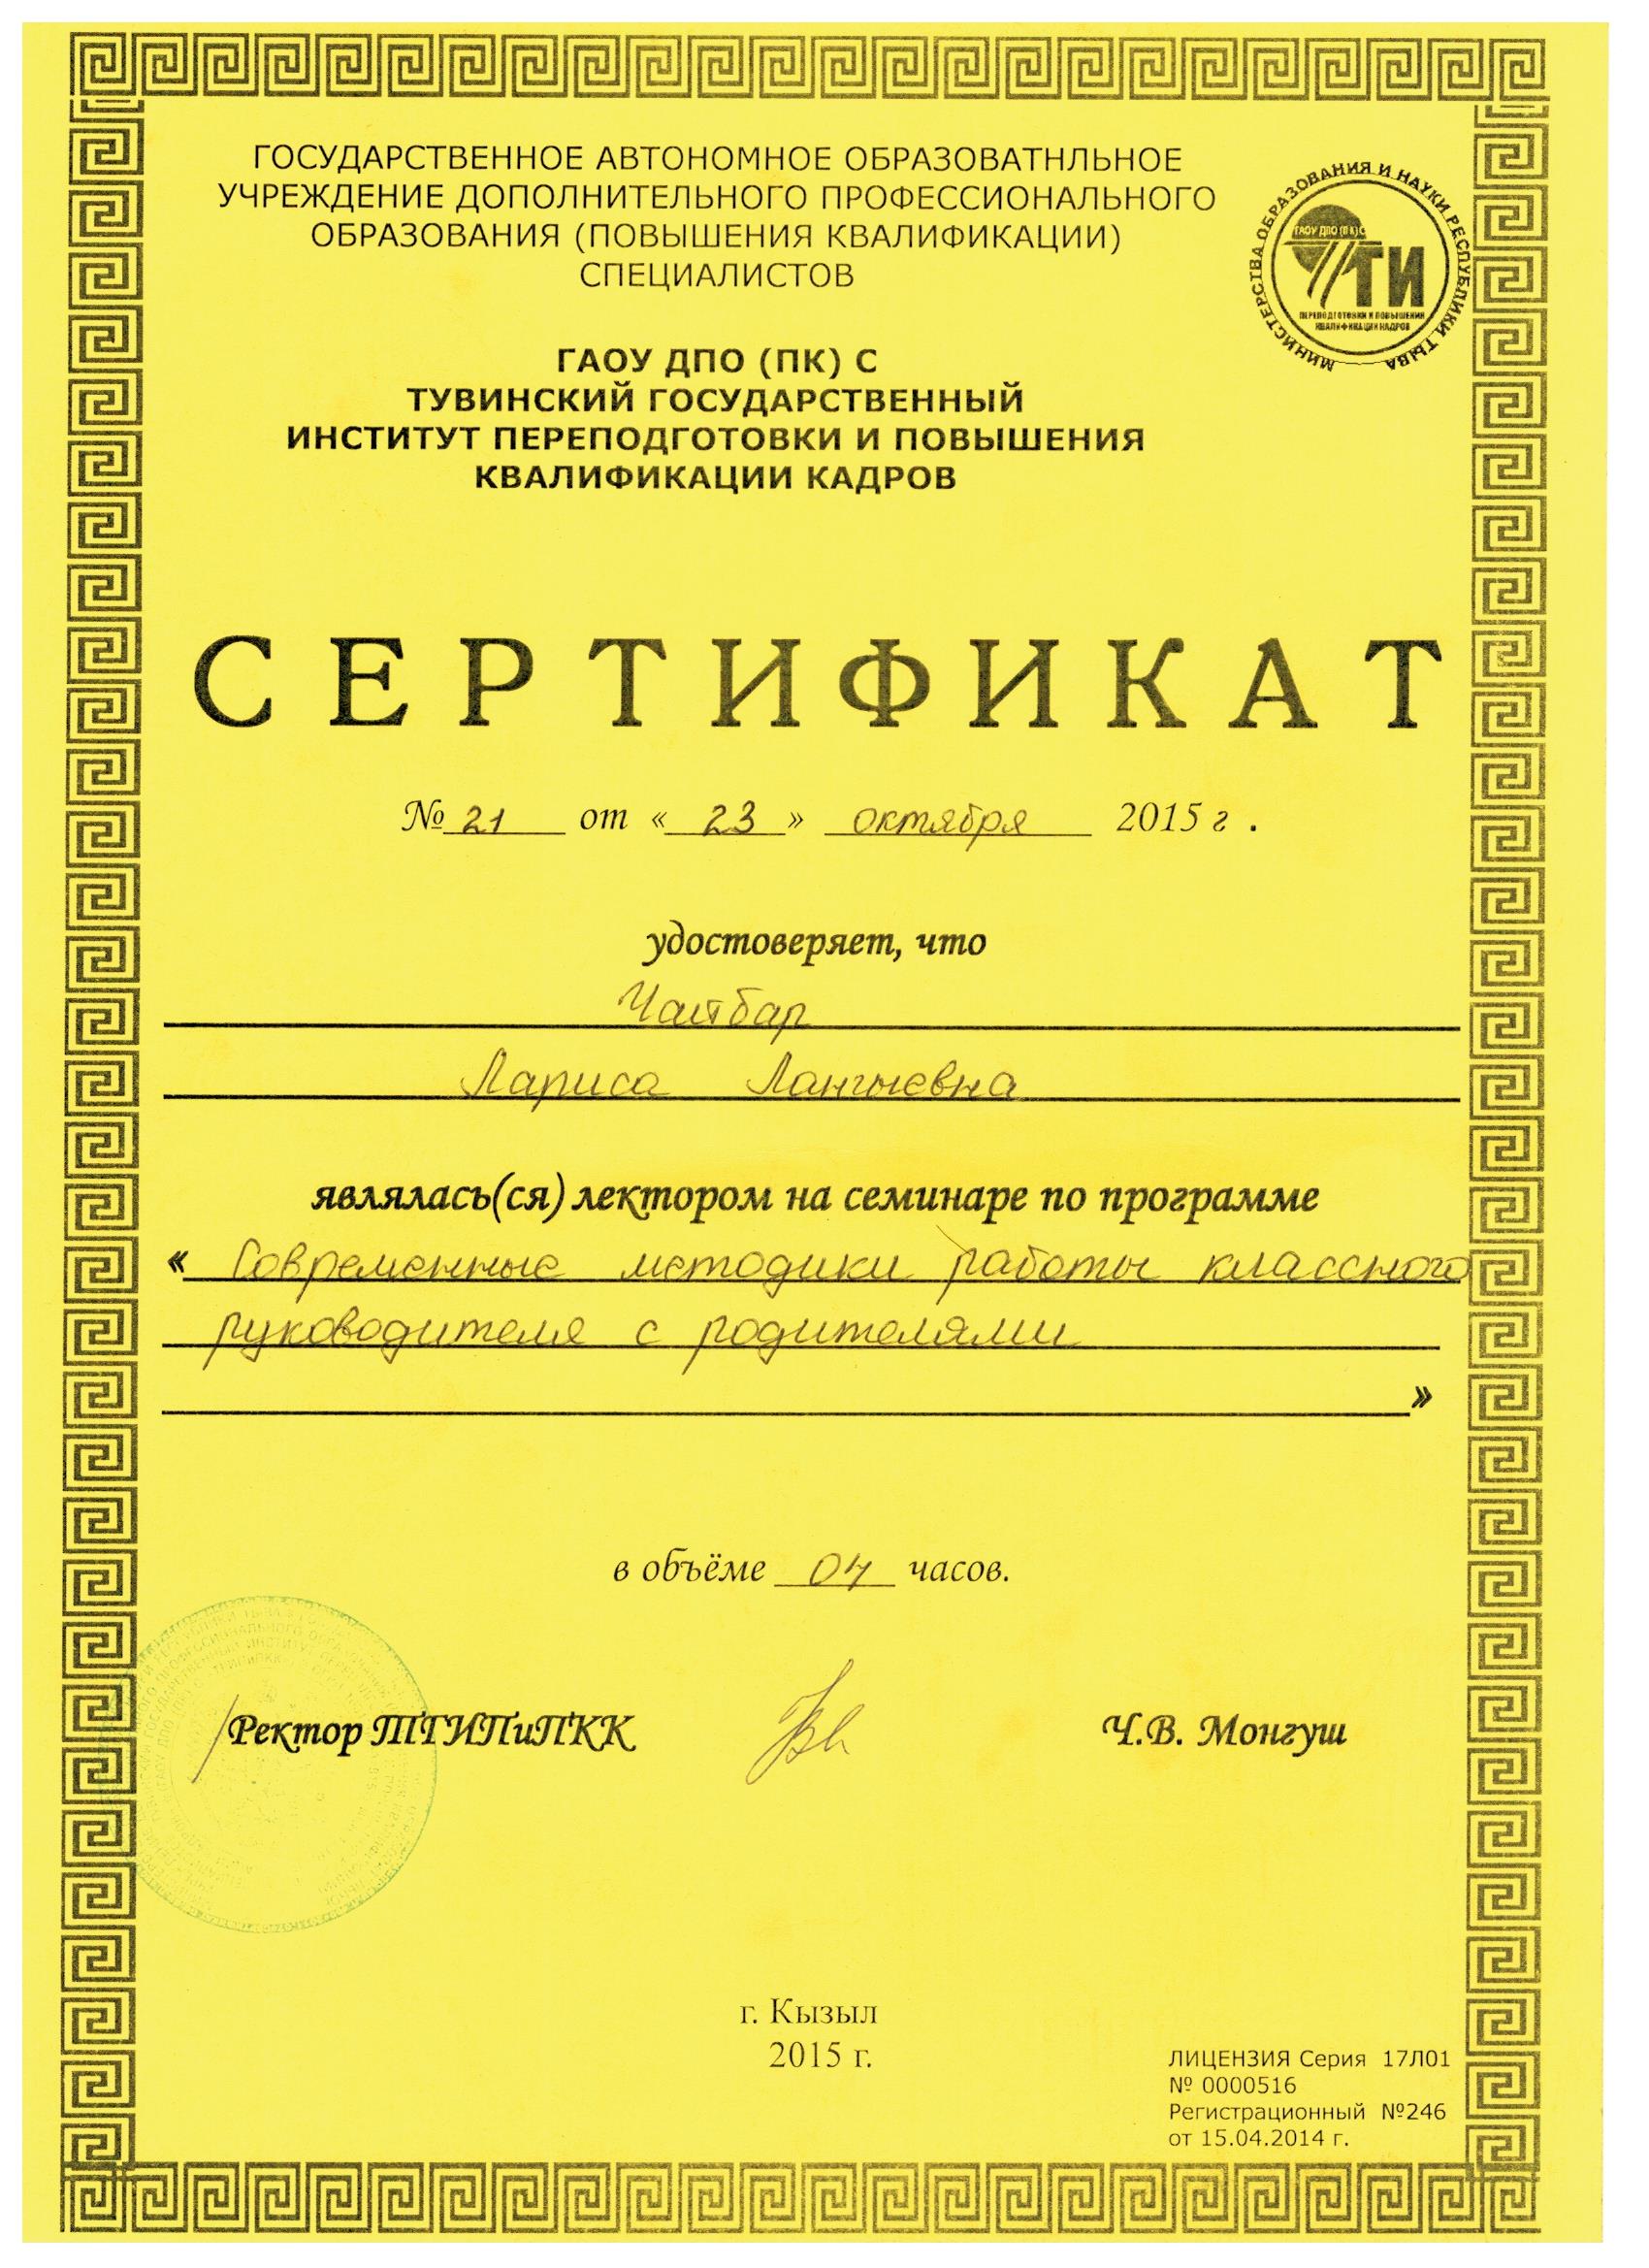 ГОСУДАРСТВЕННОЕ АВТОНОМНОЕ ОБРАЗОВАТНЛЬНОЕ
УЧРЕЖДЕНИЕ ДОПОЛНИТЕЛЬНОГО ПРОФЕССИОНАЛЬНОГО
ОБРАЗОВАНИЯ (ПОВЫШЕНИЯ КВАЛИФИКАЦИИ)
СПЕЦИАЛИСТОВ
МИНИСТЕРСТВА ОБРАЗОВАНИЯ И НАУКИ РЕСПУБЛИКИ ТЫВА
ГАОУ ДПО (ПК) С
ТИ
ПЕРЕПОДГОТОВКИ И ПОВЫШЕНИЯ
КВАЛИФИКАЦИИ КАДРОВ
ГАОУ ДПО (ПК) С
ТУВИНСКИЙ ГОСУДАРСТВЕННЫЙ
ИНСТИТУТ ПЕРЕПОДГОТОВКИ И ПОВЫШЕНИЯ
КВАЛИФИКАЦИИ КАДРОВ
СЕРТИФИКАТ
№ 21 от « 23 » октября 2015 г .
удостоверяет, что
Лариса
являлась(ся) лектором на семинаре по программе
« Современные методики работы классного
руководителя с родителями
»
в объёме 04 часов.
Ректор ТГИПиПКК Ч.В. Монгуш
г. Кызыл
2015 г.
ЛИЦЕНЗИЯ Серия 17Л01
№ 0000516
Регистрационный №246
от 15.04.2014 г.